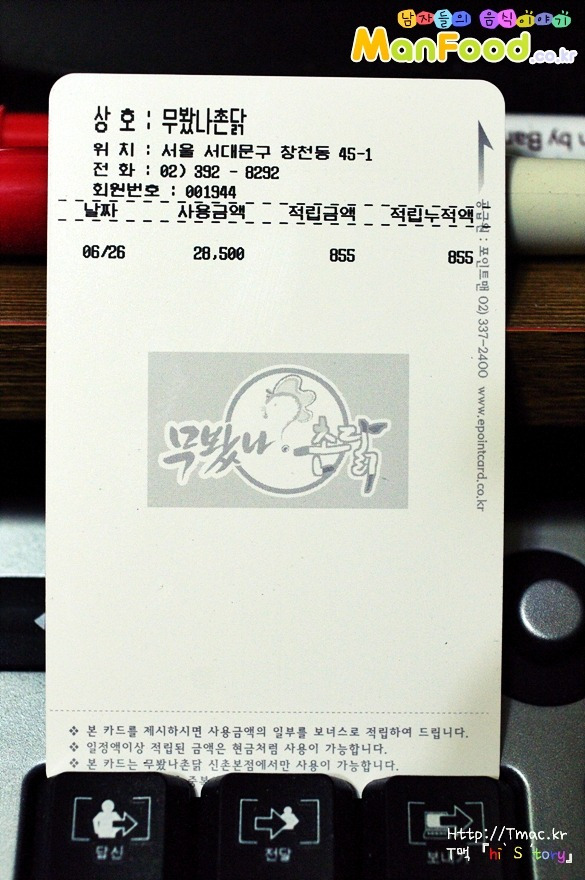 남자들의 음식이야기
ManFood.co.kr
상 호 : 무봤나촌닭
위 치 : 서울 서대문구 창천동 45-1
전 화 : 02) 392 - 8292
회원번호 : 001944
날짜 사용금액 적립금액 적립누적액
06/26 28,500 855 855
공급원 : 포인트맨 02) 337-2400 www.epointcard.co.kr
n by Bar
무봤나 촌닭
❖ 본 카드를 제시하시면 사용금액의 일부를 보너스로 적립하여 드립니다.
❖ 일정액이상 적립된 금액은 현금처럼 사용이 가능합니다.
❖ 본 카드는 무봤나촌닭 신촌본점에서만 사용이 가능합니다.
답신 전달
Http://Tmac.kr
T맥『hi`S Story』